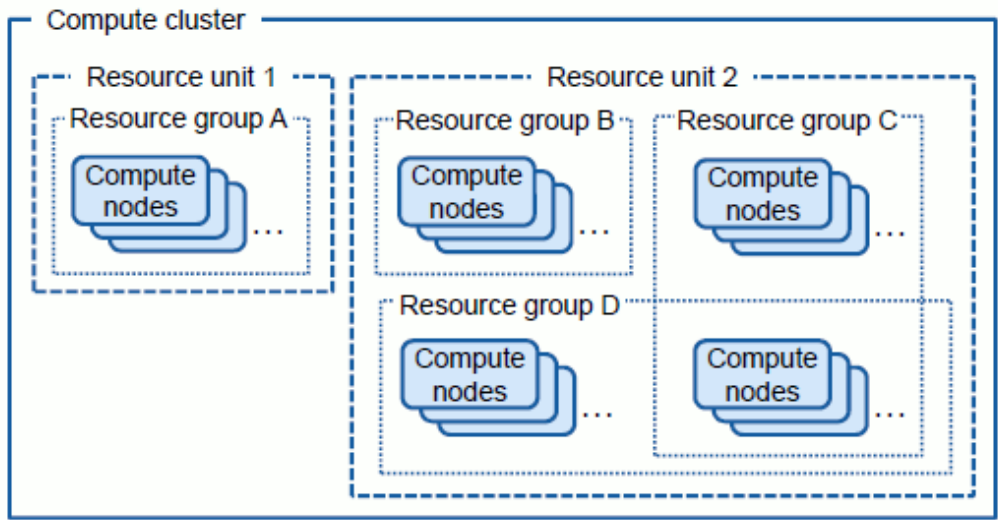 Compute cluster
Resource unit 1
Resource unit 2
Resource group A
Resource group B
Resource group C
Compute
nodes
...
Compute
nodes
...
Compute
nodes
...
Resource group D
Compute
nodes
...
Compute
nodes
...